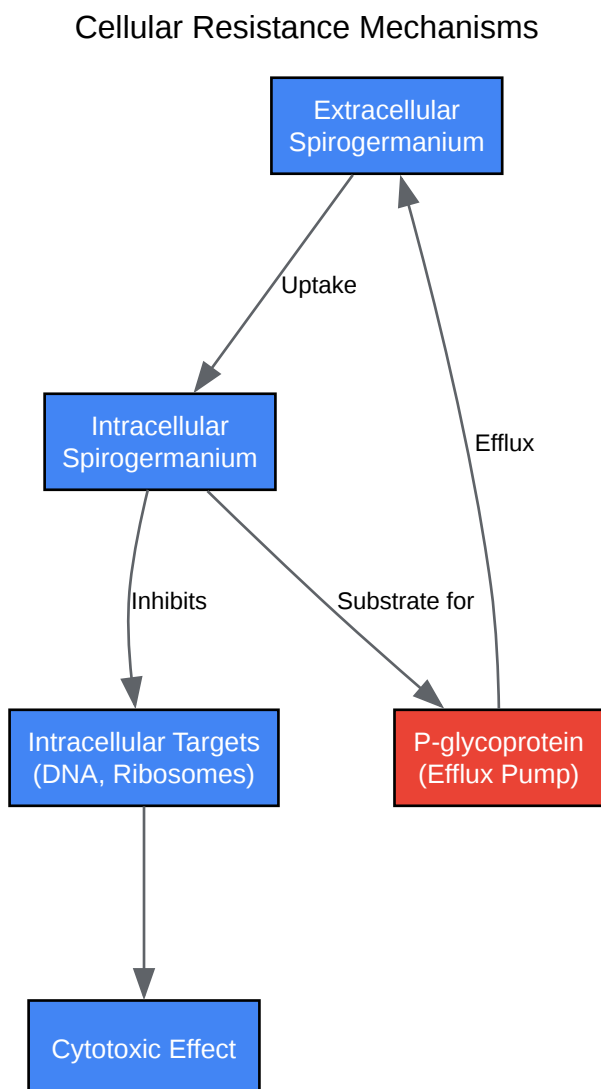 Cellular Resistance Mechanisms
Extracellular
Spirogermanium
Uptake
Intracellular
Spirogermanium
Efflux
Inhibits
Substrate for
Intracellular Targets
(DNA, Ribosomes)
P-glycoprotein
(Efflux Pump)
Cytotoxic Effect